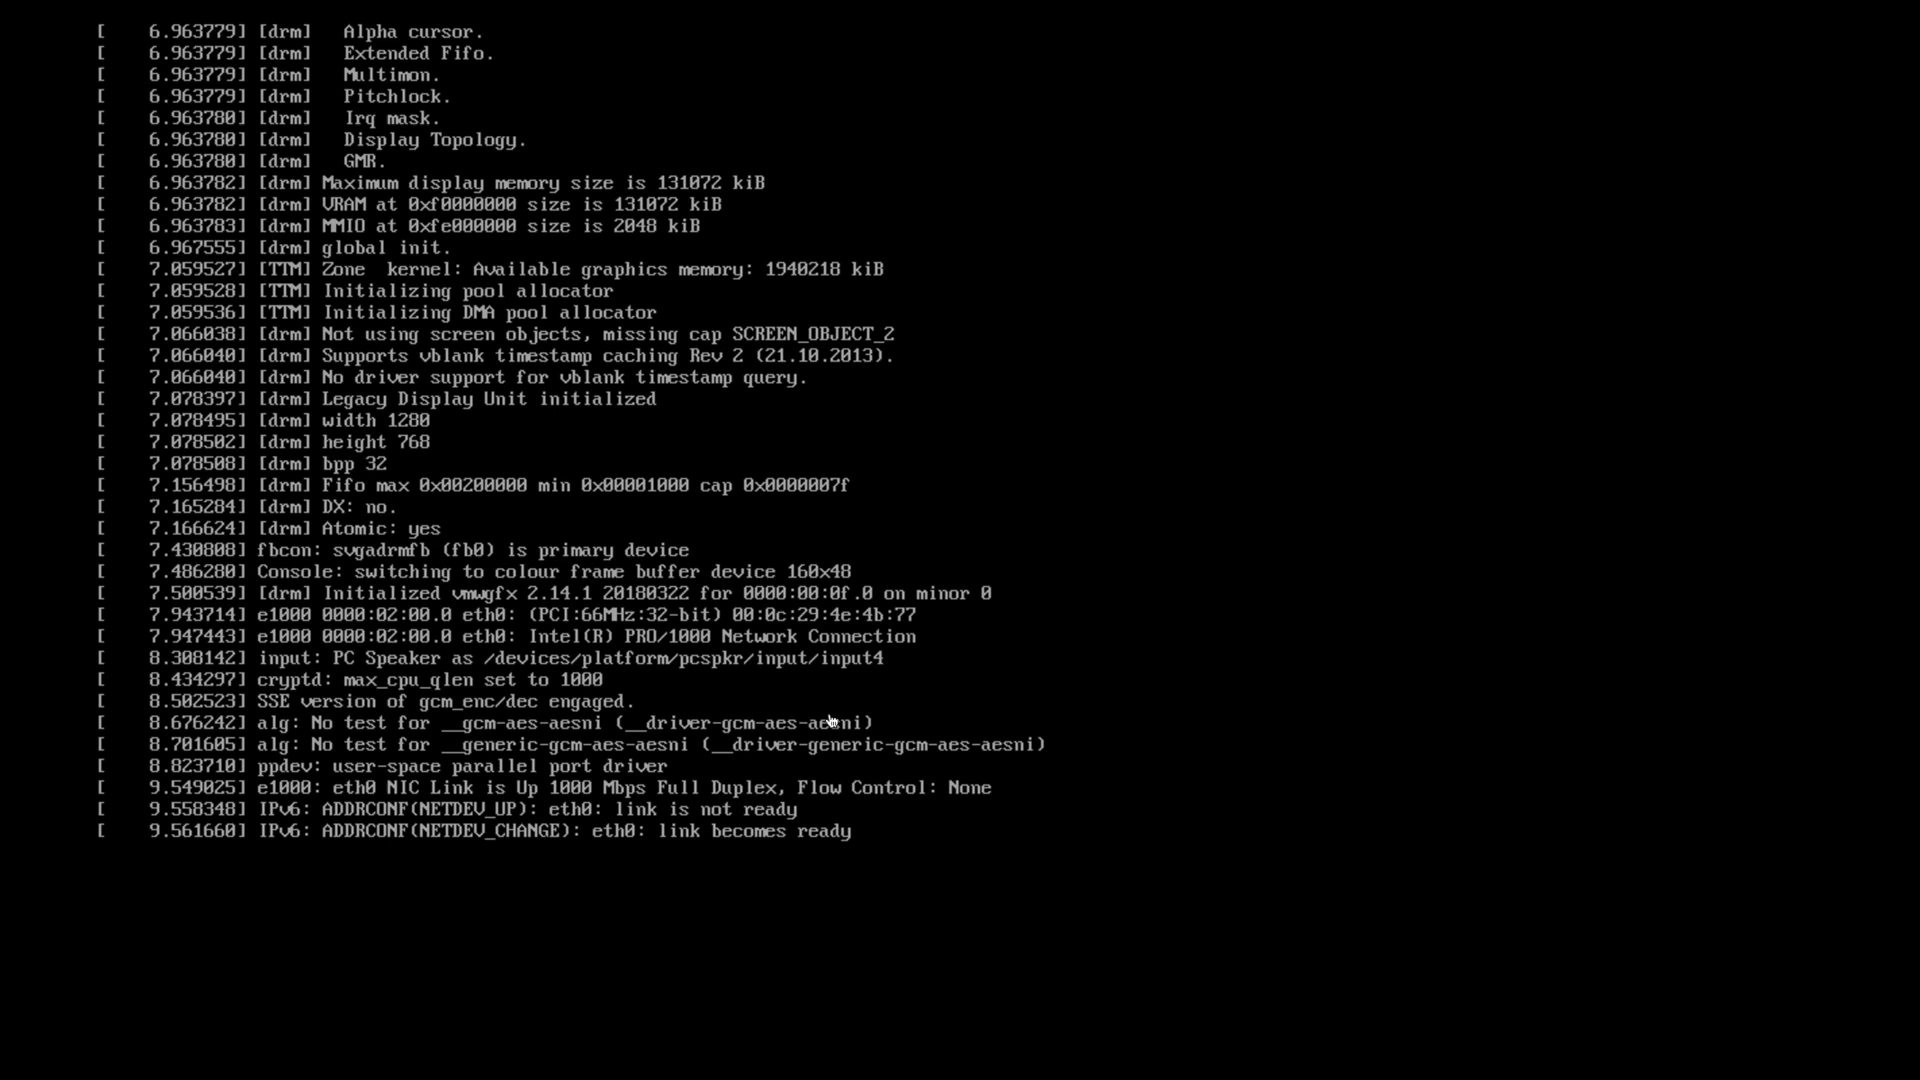 [    6.963779] [drm]   Alpha cursor.
[    6.963779] [drm]   Extended Fifo.
[    6.963779] [drm]   Multimon.
[    6.963779] [drm]   Pitchlock.
[    6.963780] [drm]   Irq mask.
[    6.963780] [drm]   Display Topology.
[    6.963780] [drm]   GMR.
[    6.963782] [drm] Maximum display memory size is 131072 kiB
[    6.963782] [drm] VRAM at 0xf0000000 size is 131072 kiB
[    6.963783] [drm] MMIO at 0xfe000000 size is 2048 kiB
[    6.967555] [drm] global init.
[    7.059527] [TTM] Zone  kernel: Available graphics memory: 1940218 kiB
[    7.059528] [TTM] Initializing pool allocator
[    7.059536] [TTM] Initializing DMA pool allocator
[    7.066038] [drm] Not using screen objects, missing cap SCREEN_OBJECT_2
[    7.066040] [drm] Supports vblank timestamp caching Rev 2 (21.10.2013).
[    7.066040] [drm] No driver support for vblank timestamp query.
[    7.078397] [drm] Legacy Display Unit initialized
[    7.078495] [drm] width 1280
[    7.078502] [drm] height 768
[    7.078508] [drm] bpp 32
[    7.156498] [drm] Fifo max 0x00200000 min 0x00001000 cap 0x0000007f
[    7.165284] [drm] DX: no.
[    7.166624] [drm] Atomic: yes
[    7.430808] fbcon: svgadrmfb (fb0) is primary device
[    7.486280] Console: switching to colour frame buffer device 160x48
[    7.500539] [drm] Initialized vmwgfx 2.14.1 20180322 for 0000:00:0f.0 on minor 0
[    7.943714] e1000 0000:02:00.0 eth0: (PCI:66MHz:32-bit) 00:0c:29:4e:4b:77
[    7.947443] e1000 0000:02:00.0 eth0: Intel(R) PRO/1000 Network Connection
[    8.308142] input: PC Speaker as /devices/platform/pcspkr/input/input4
[    8.434297] cryptd: max_cpu_qlen set to 1000
[    8.502523] SSE version of gcm_enc/dec engaged.
[    8.676242] alg: No test for __gcm-aes-aesni (__driver-gcm-aes-aesni)
[    8.701605] alg: No test for __generic-gcm-aes-aesni (__driver-generic-gcm-aes-aesni)
[    8.823710] ppdev: user-space parallel port driver
[    9.549025] e1000: eth0 NIC Link is Up 1000 Mbps Full Duplex, Flow Control: None
[    9.558348] IPv6: ADDRCONF(NETDEV_UP): eth0: link is not ready
[    9.561660] IPv6: ADDRCONF(NETDEV_CHANGE): eth0: link becomes ready